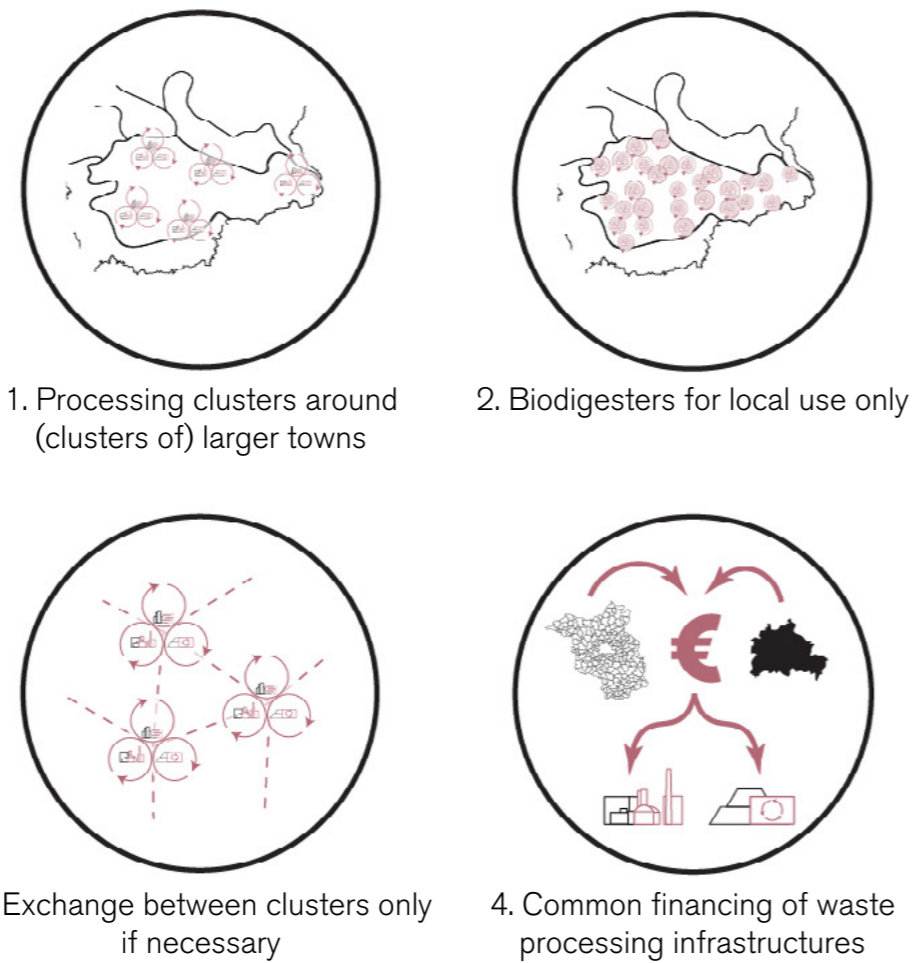 1. Processing clusters around
(clusters of) larger towns
2. Biodigesters for local use only
€
Exchange between clusters only
if necessary
4. Common financing of waste
processing infrastructures